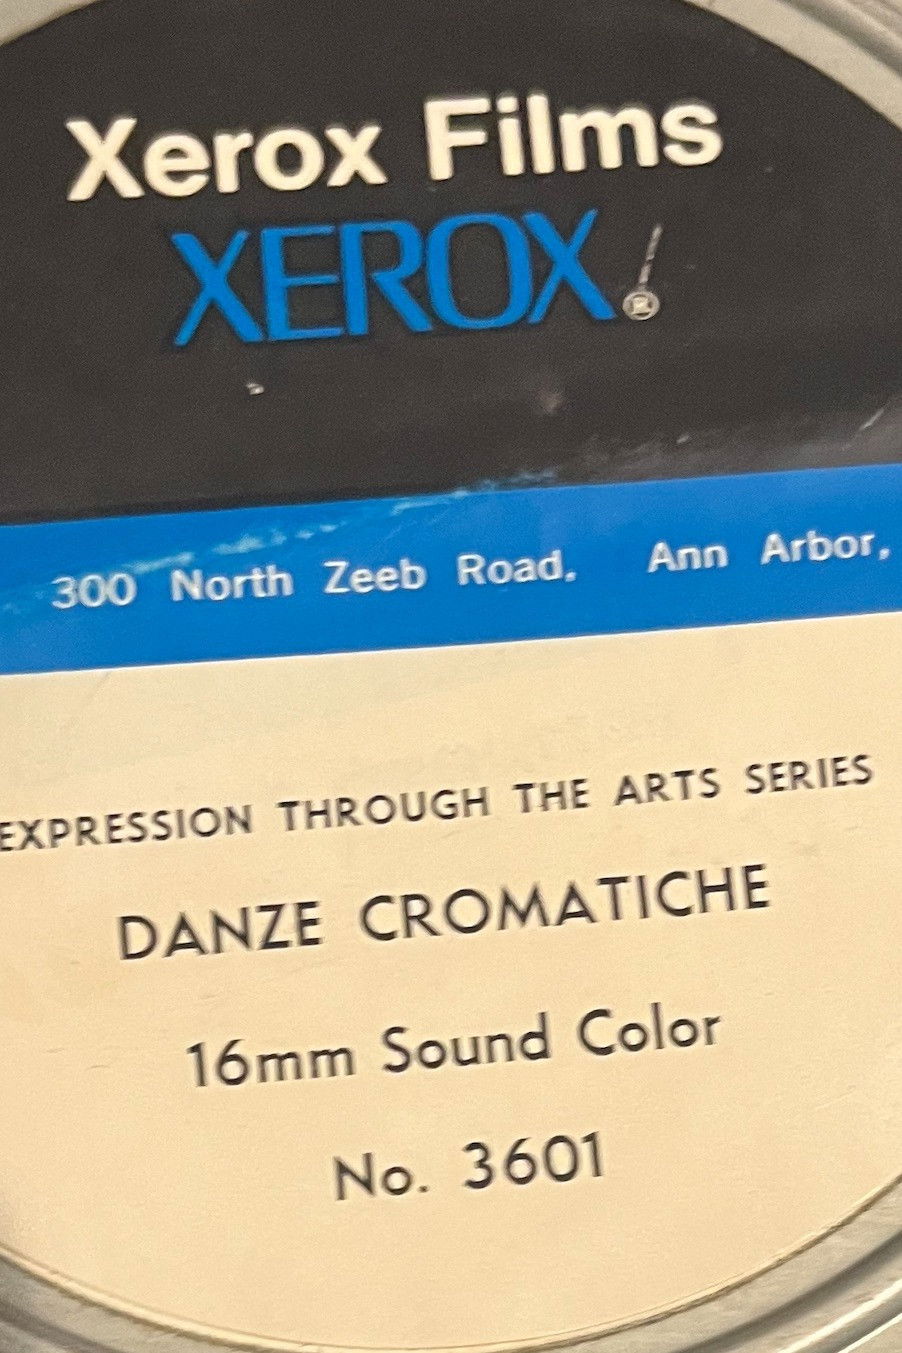 Xerox Films
XEROX®
300 North Zeeb Road, Ann Arbor,
EXPRESSION THROUGH THE ARTS SERIES
DANZE CROMATICHE
16mm Sound Color
No. 3601